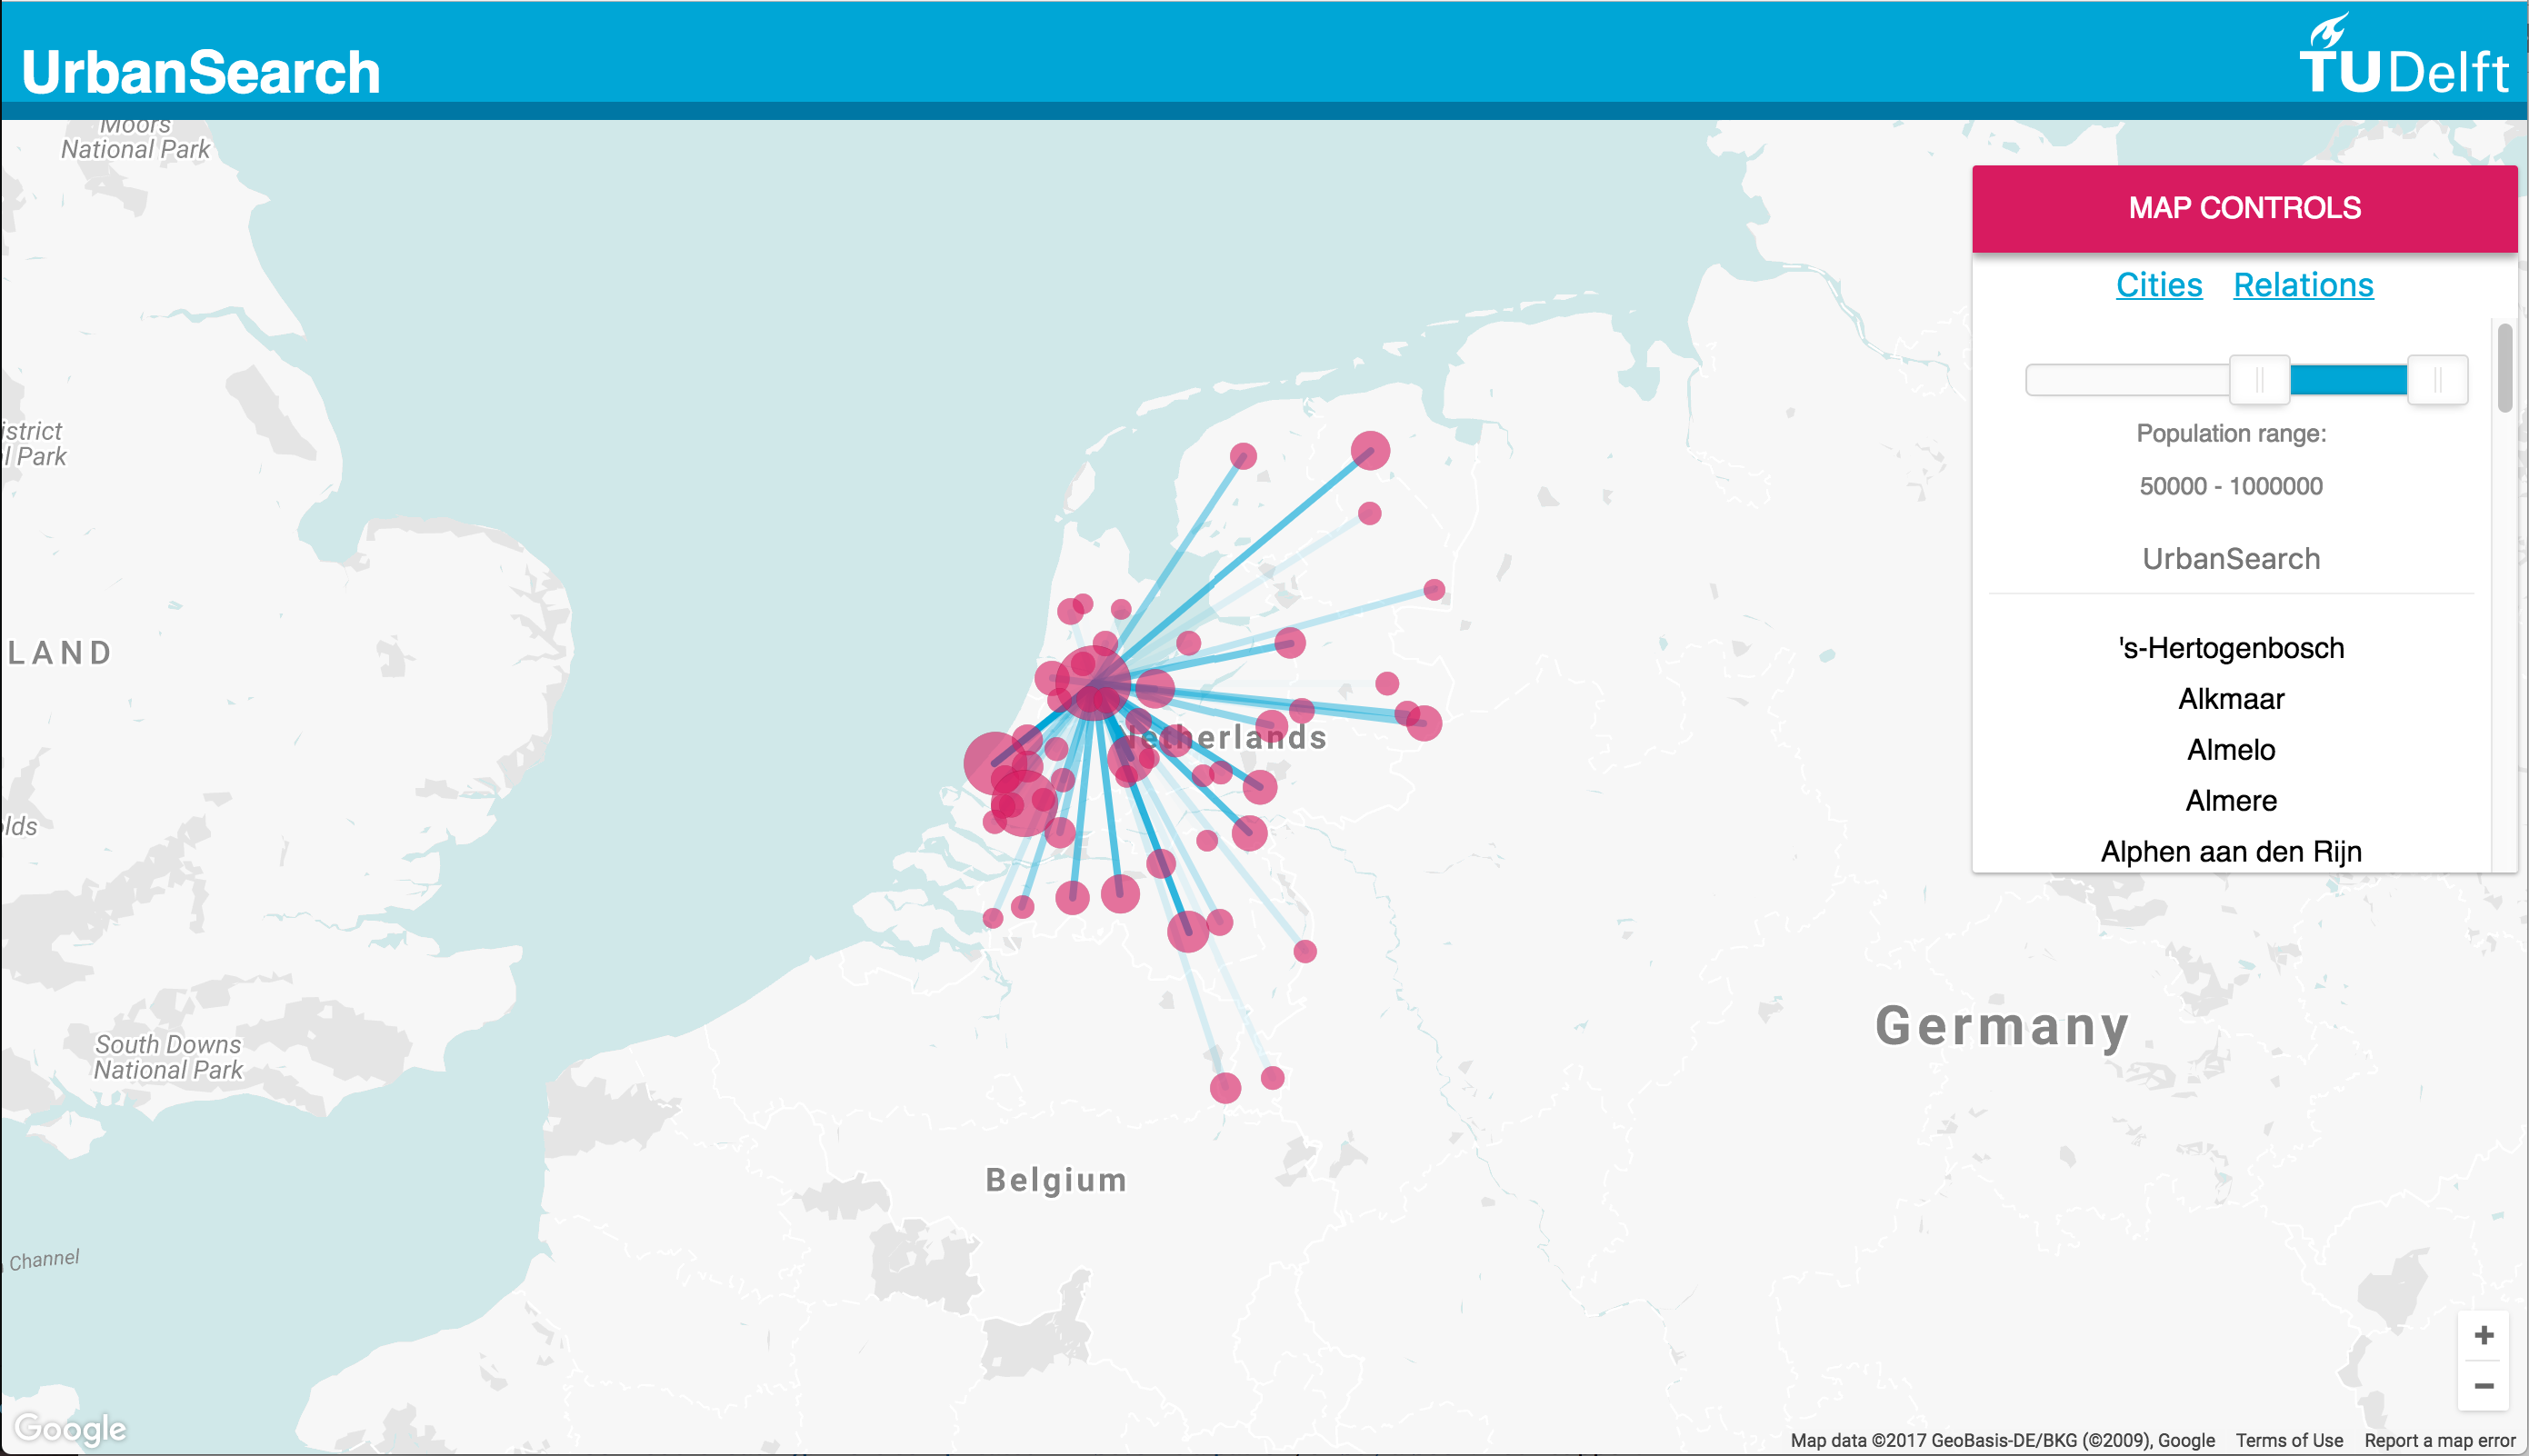 UrbanSearch
TU Delft
Moors
National Park
MAP CONTROLS
Cities Relations
istrict
l Park
Population range:
50000 - 1000000
UrbanSearch
LAND
's-Hertogenbosch
Alkmaar
Netherlands
Almelo
Almere
lds
Alphen aan den Rijn
Germany
South Downs
National Park
Belgium
Channel
+
−
Google
Map data ©2017 GeoBasis-DE/BKG (©2009), Google Terms of Use Report a map error